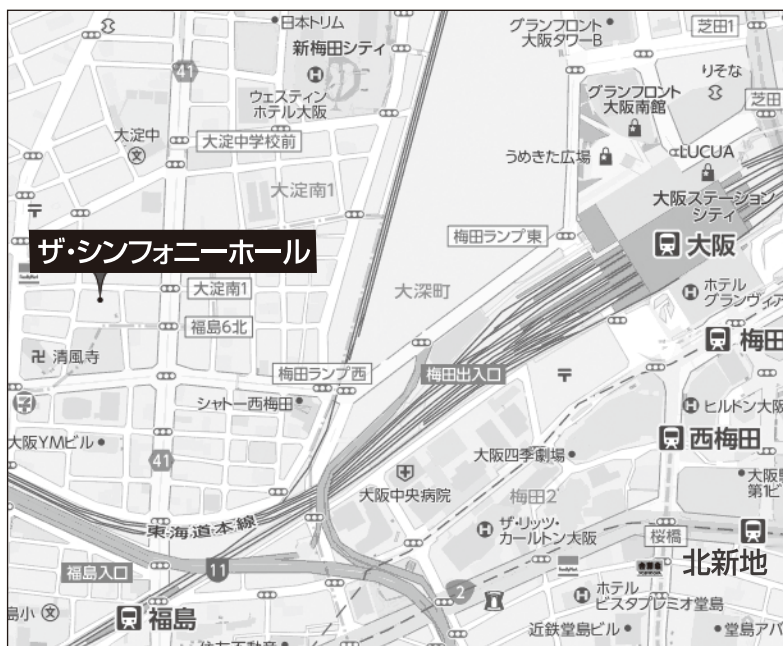 日本トリム
グランフロント
大阪タワーB
芝田1
新梅田シティ
41
りそな
ウェスティン
ホテル大阪
グランフロント
大阪南館
芝田
大淀中
文
大淀中学校前
うめきた広場
LUCUA
大淀南1
大阪ステーション
シティ
ザ・シンフォニーホール
梅田ランプ東
大阪
大淀南1
大深町
ホテル
グランヴィア
福島6北
梅田
清風寺
梅田ランプ西
梅田出入口
シャトー西梅田
ヒルトン大阪
大阪YMビル
西梅田
41
大阪四季劇場
大阪中央病院
梅田2
第1ビ
東海道本線
ザ・リッツ・
カールトン大阪
桜橋
福島入口
11
北新地
2
ホテル
ビスタプレミオ堂島
島小
文
福島
近鉄堂島ビル
堂島アバ